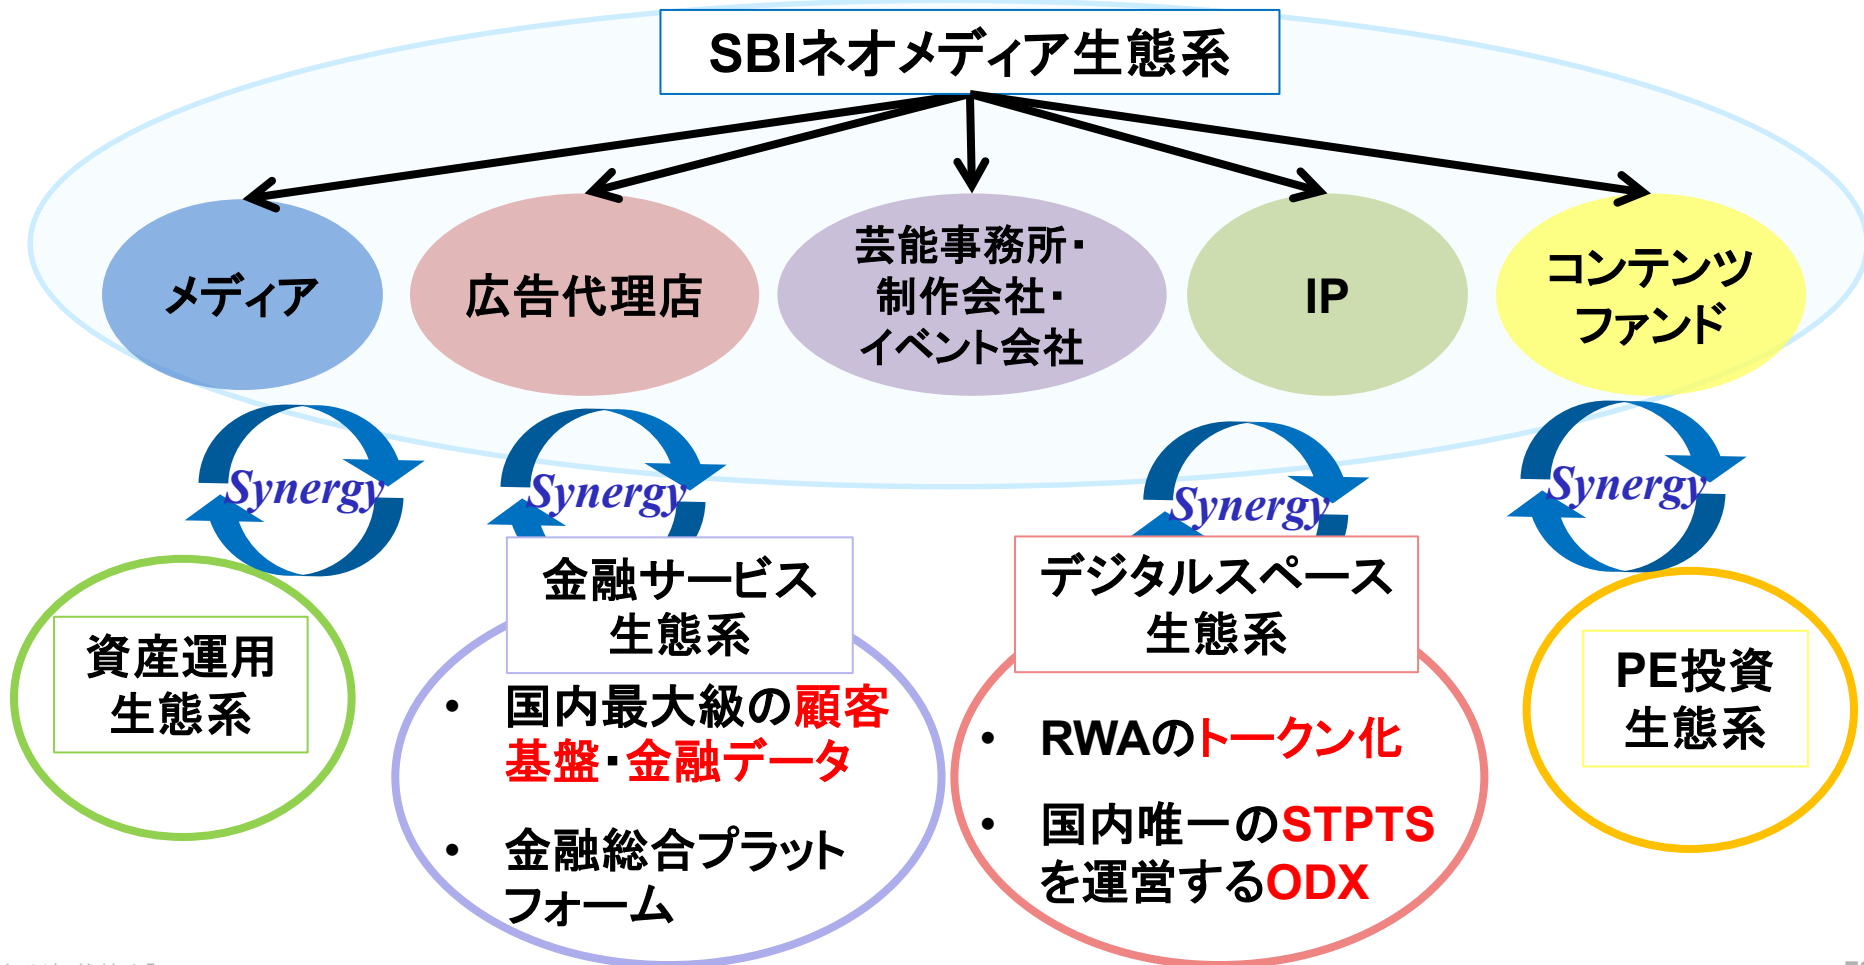 SBIネオメディア生態系
メディア
広告代理店
芸能事務所・
制作会社・
イベント会社
IP
コンテンツ
ファンド
Synergy
Synergy
Synergy
Synergy
資産運用
生態系
金融サービス
生態系
• 国内最大級の顧客
基盤・金融データ
• 金融総合プラット
フォーム
デジタルスペース
生態系
• RWAのトークン化
• 国内唯一のSTPTS
を運営するODX
PE投資
生態系